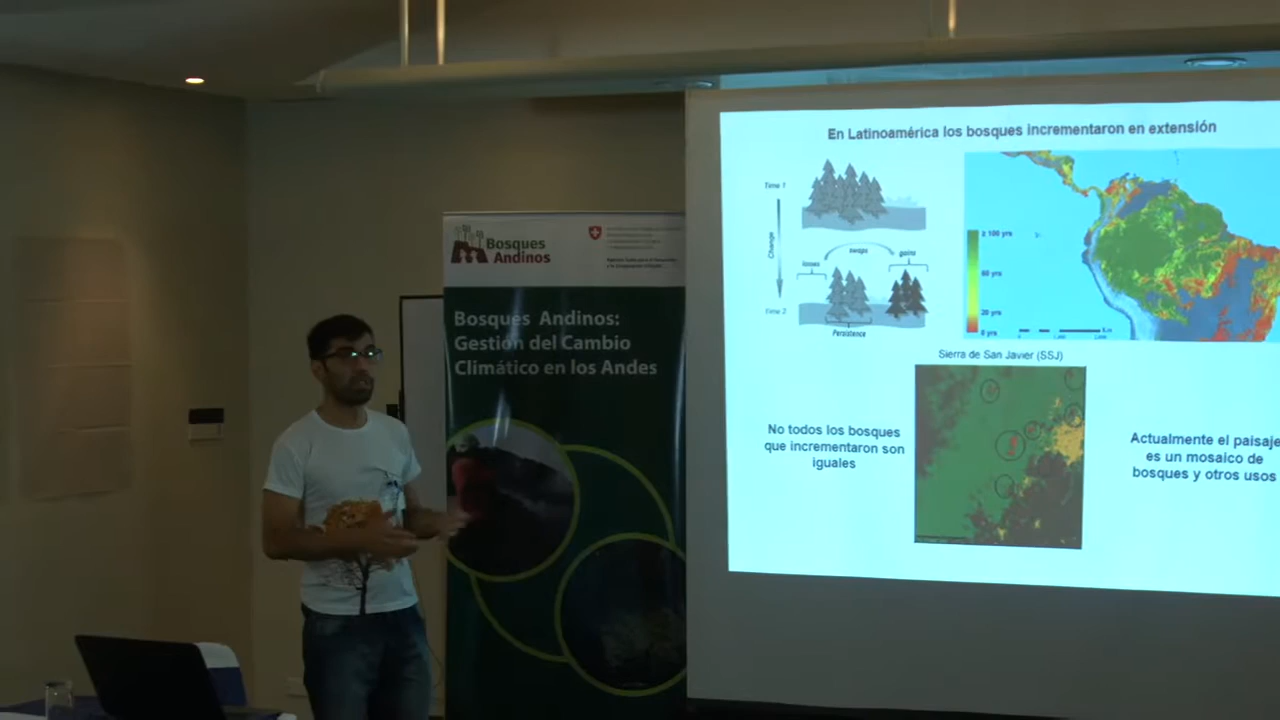 Bosques
Andinos
Bosques Andinos:
Gestión del Cambio
Climático en los Andes
En Latinoamérica los bosques incrementaron en extensión
Time 1
Change
swaps
losses
gains
Time 2
Persistence
≥ 100 yrs
60 yrs
20 yrs
0 yrs
Sierra de San Javier (SSJ)
No todos los bosques
que incrementaron son
iguales
Actualmente el paisaje
es un mosaico de
bosques y otros usos